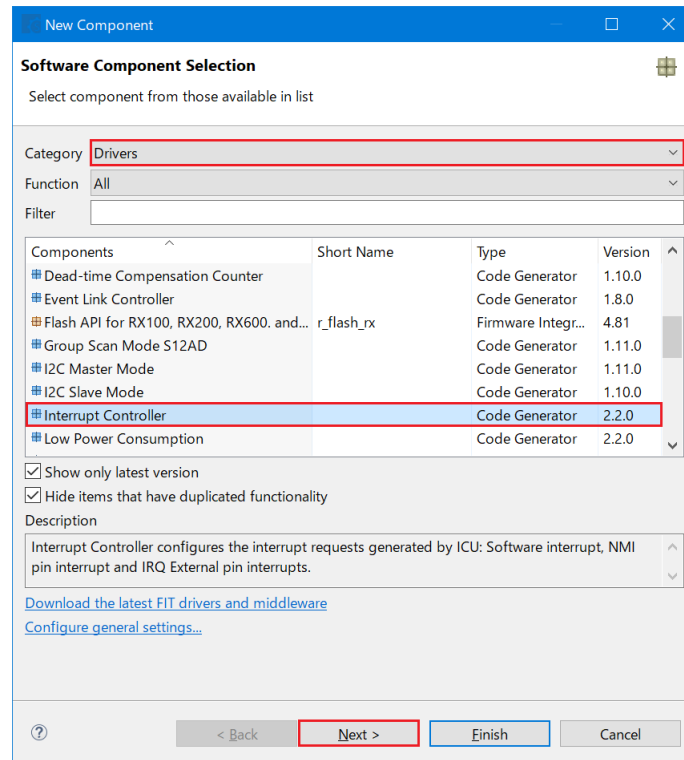 New Component
Software Component Selection
Select component from those available in list
Category Drivers
Function All
Filter
Components Short Name Type Version
Dead-time Compensation Counter Code Generator 1.10.0
Event Link Controller Code Generator 1.8.0
Flash API for RX100, RX200, RX600. and... r_flash_rx Firmware Integr... 4.81
Group Scan Mode S12AD Code Generator 1.11.0
I2C Master Mode Code Generator 1.11.0
I2C Slave Mode Code Generator 1.10.0
Interrupt Controller Code Generator 2.2.0
Low Power Consumption Code Generator 2.2.0
Show only latest version
Hide items that have duplicated functionality
Description
Interrupt Controller configures the interrupt requests generated by ICU: Software interrupt, NMI
pin interrupt and IRQ External pin interrupts.
Download the latest FIT drivers and middleware
Configure general settings...
? < Back Next > Finish Cancel